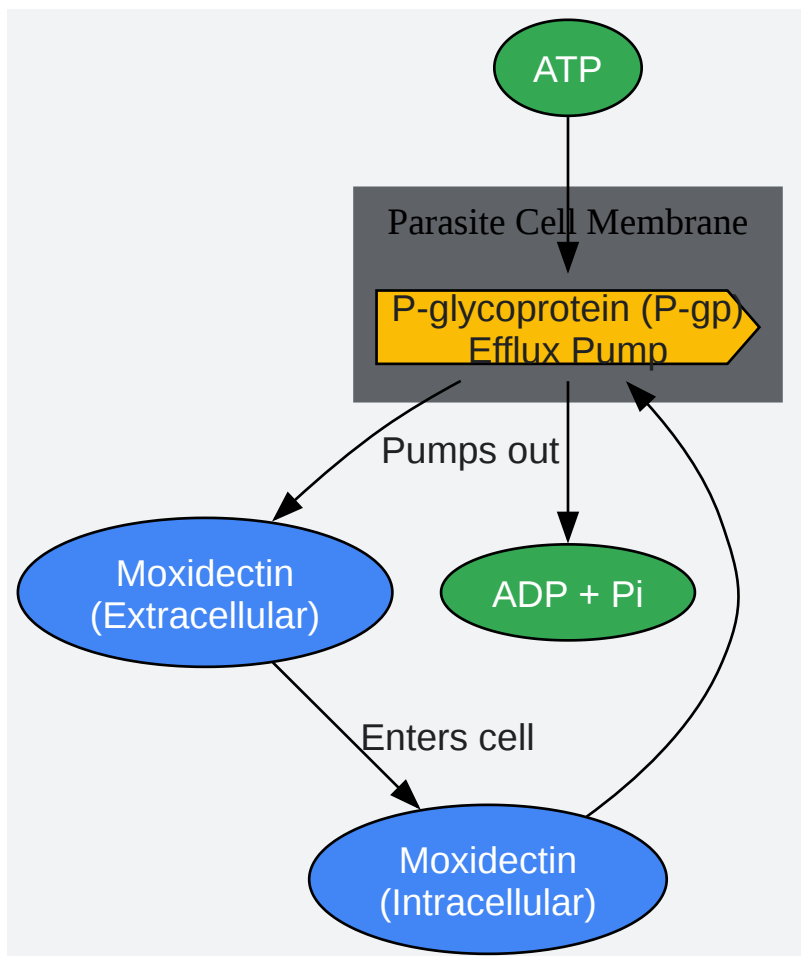 ATP
Parasite Cell Membrane
P-glycoprotein (P-gp)
Efflux Pump
Pumps out
Moxidectin
(Extracellular)
ADP + Pi
Enters cell
Moxidectin
(Intracellular)